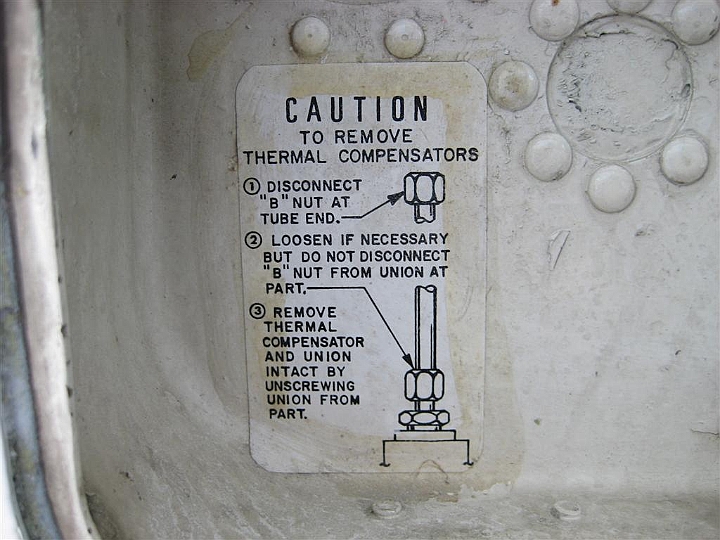 CAUTION
TO REMOVE
THERMAL COMPENSATORS
① DISCONNECT
"B" NUT AT
TUBE END.
② LOOSEN IF NECESSARY
BUT DO NOT DISCONNECT
"B" NUT FROM UNION AT
PART.
③ REMOVE
THERMAL
COMPENSATOR
AND UNION
INTACT BY
UNSCREWING
UNION FROM
PART.